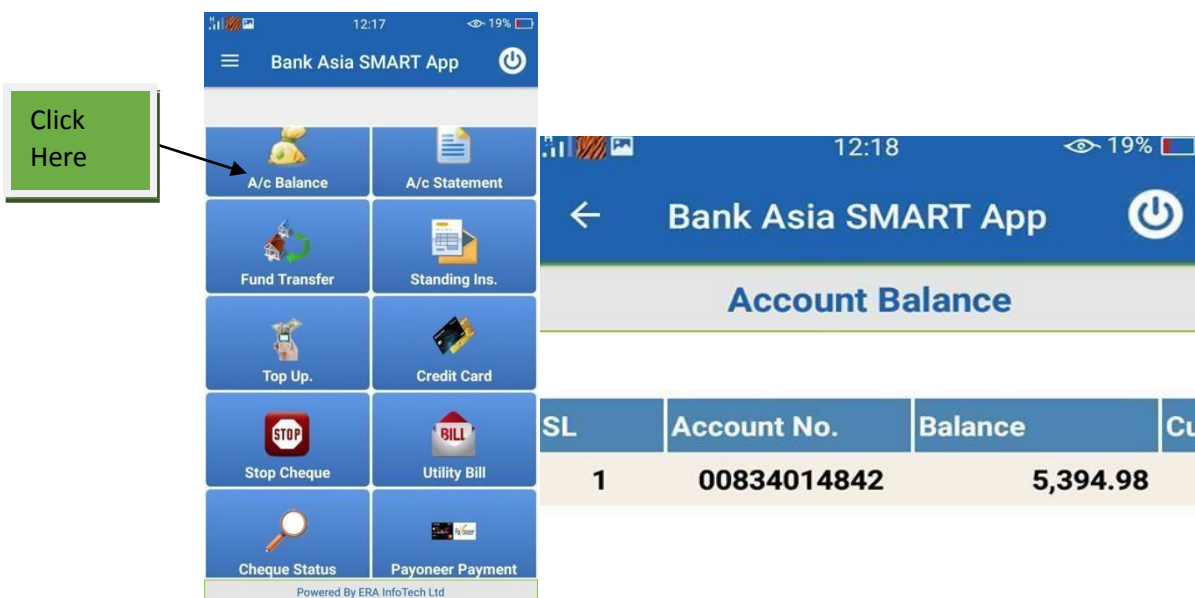 Click
Here
12:17
19%
Bank Asia SMART App
A/c Balance
A/c Statement
Fund Transfer
Standing Ins.
Top Up.
Credit Card
STOP
Stop Cheque
BILL
Utility Bill
Cheque Status
Payoneer
Payoneer Payment
Powered By ERA InfoTech Ltd
12:18
19%
Bank Asia SMART App
Account Balance
SL Account No. Balance Cu
1 00834014842 5,394.98